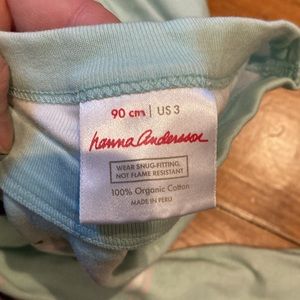 90 cm | US 3
hanna andersson
WEAR SNUG-FITTING,
NOT FLAME RESISTANT
100% Organic Cotton
MADE IN PERU